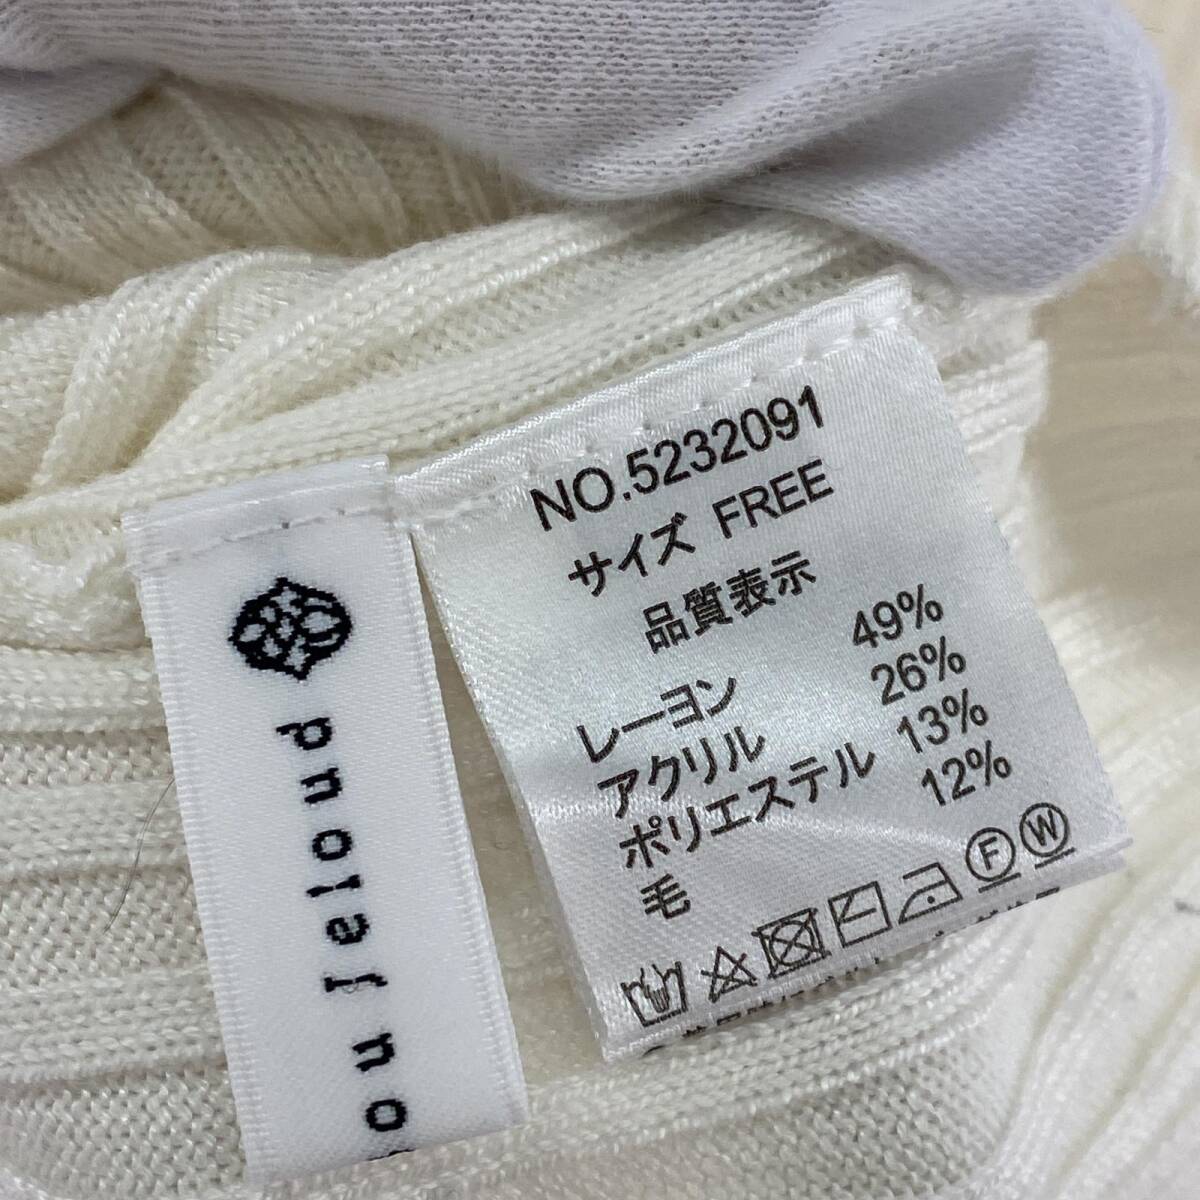 NO.5232091
サイズ FREE
品質表示
レーヨン 49%
アクリル 26%
ポリエステル 13%
毛 12%
F W